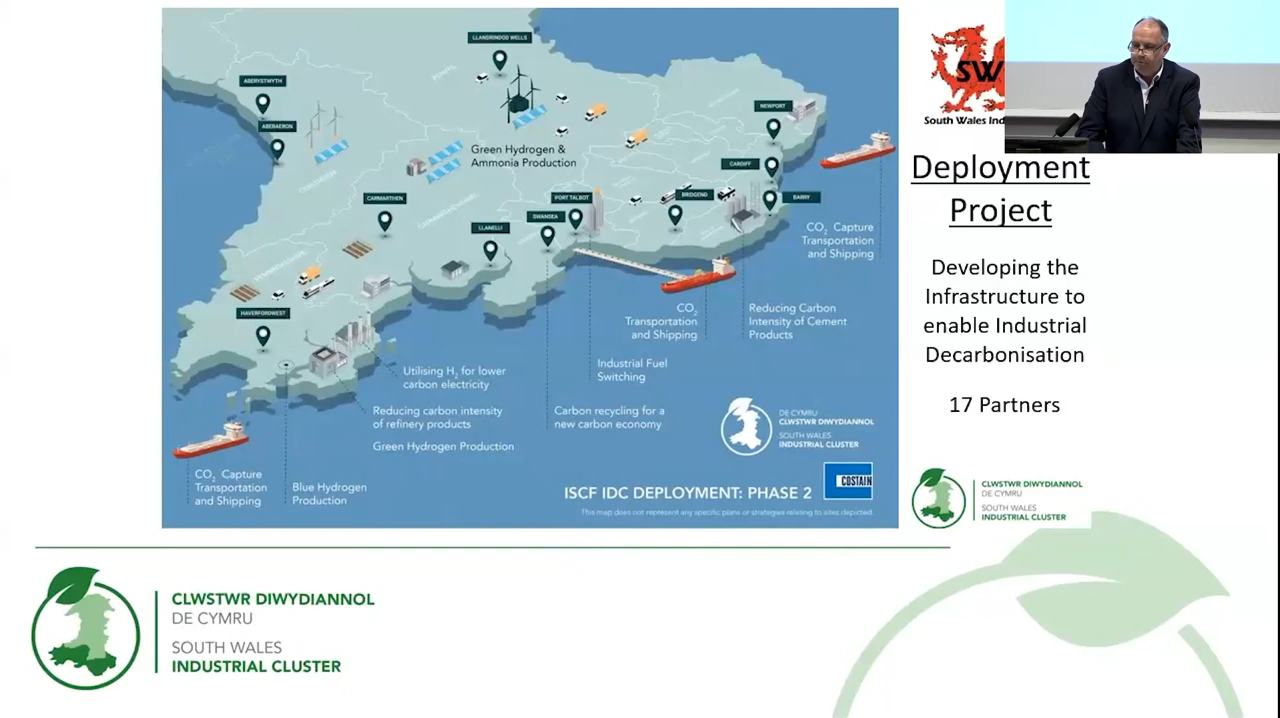 LLANDRINDOD WELLS
ABERYSTWYTH
ABERAERON
NEWPORT
Green Hydrogen &
Ammonia Production
CARDIFF
CARMARTHEN
PORT TALBOT
BRIDGEND
BARRY
SWANSEA
LLANELLI
HAVERFORDWEST
CO₂ Capture
Transportation
and Shipping
CO₂
Transportation
and Shipping
Reducing Carbon
Intensity of Cement
Products
Industrial Fuel
Switching
Utilising H₂ for lower
carbon electricity
Reducing carbon intensity
of refinery products
Green Hydrogen Production
Carbon recycling for a
new carbon economy
CO₂ Capture
Transportation
and Shipping
Blue Hydrogen
Production
DE CYMRU
CLWSTWR DIWYDIANNOL
SOUTH WALES
INDUSTRIAL CLUSTER
ISCF IDC DEPLOYMENT: PHASE 2
COSTAIN
This map does not represent any specific plans or strategies relating to sites depicted.
SW
South Wales Ind
Deployment
Project
Developing the
Infrastructure to
enable Industrial
Decarbonisation
17 Partners
CLWSTWR DIWYDIANNOL
DE CYMRU
SOUTH WALES
INDUSTRIAL CLUSTER
CLWSTWR DIWYDIANNOL
DE CYMRU
SOUTH WALES
INDUSTRIAL CLUSTER